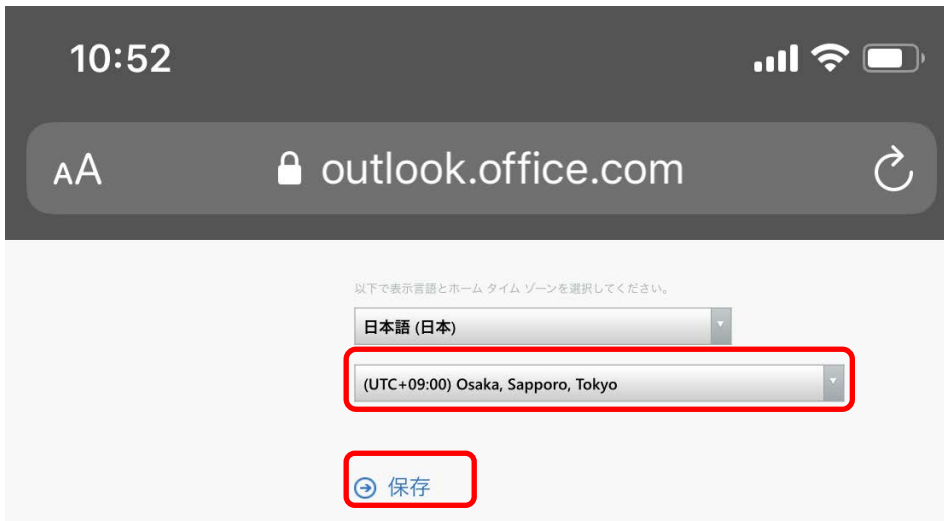 10:52
AA outlook.office.com
以下で表示言語とホーム タイム ゾーンを選択してください。
日本語 (日本)
(UTC+09:00) Osaka, Sapporo, Tokyo
保存